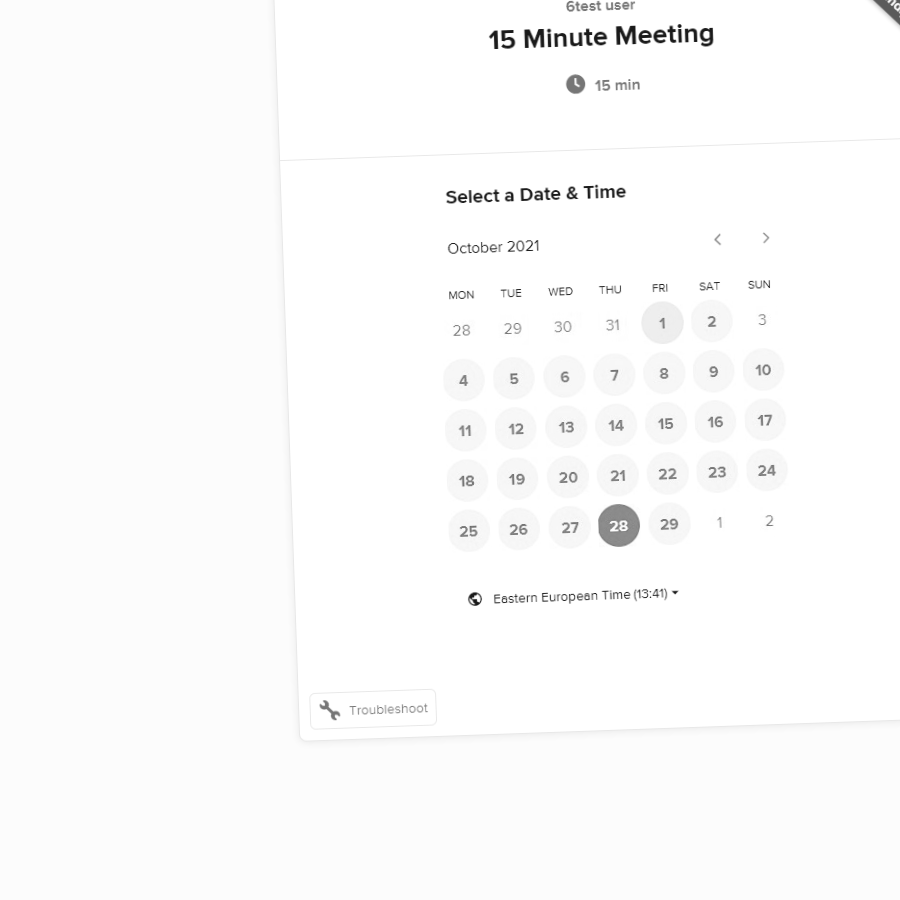 6test user
15 Minute Meeting
15 min
Select a Date & Time
October 2021
MON TUE WED THU FRI SAT SUN
28 29 30 31 1 2 3
4 5 6 7 8 9 10
11 12 13 14 15 16 17
18 19 20 21 22 23 24
25 26 27 28 29 1 2
Eastern European Time (13:41)
Troubleshoot